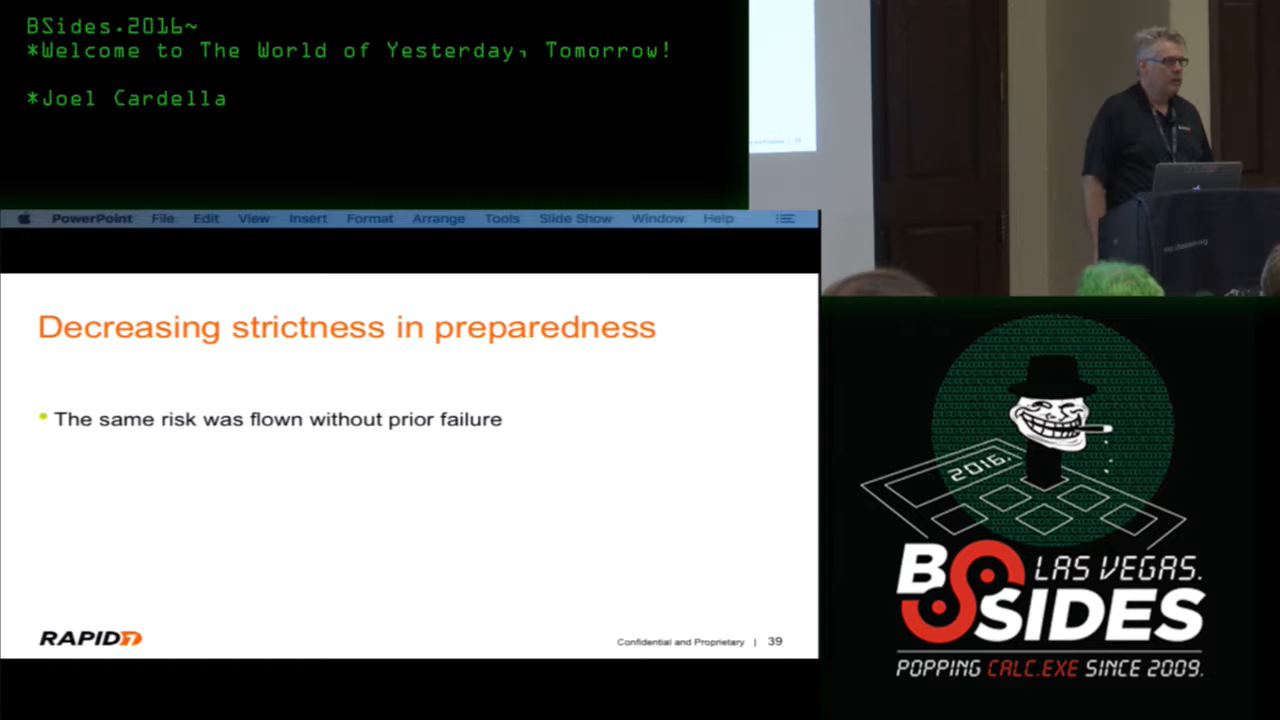 BSides.2016~
*Welcome to The World of Yesterday, Tomorrow!
*Joel Cardella
PowerPoint File Edit View Insert Format Arrange Tools Slide Show Window Help
Decreasing strictness in preparedness
• The same risk was flown without prior failure
RAPID7
Confidential and Proprietary | 39
2016.
BSIDES
LAS VEGAS.
POPPING CALC.EXE SINCE 2009.